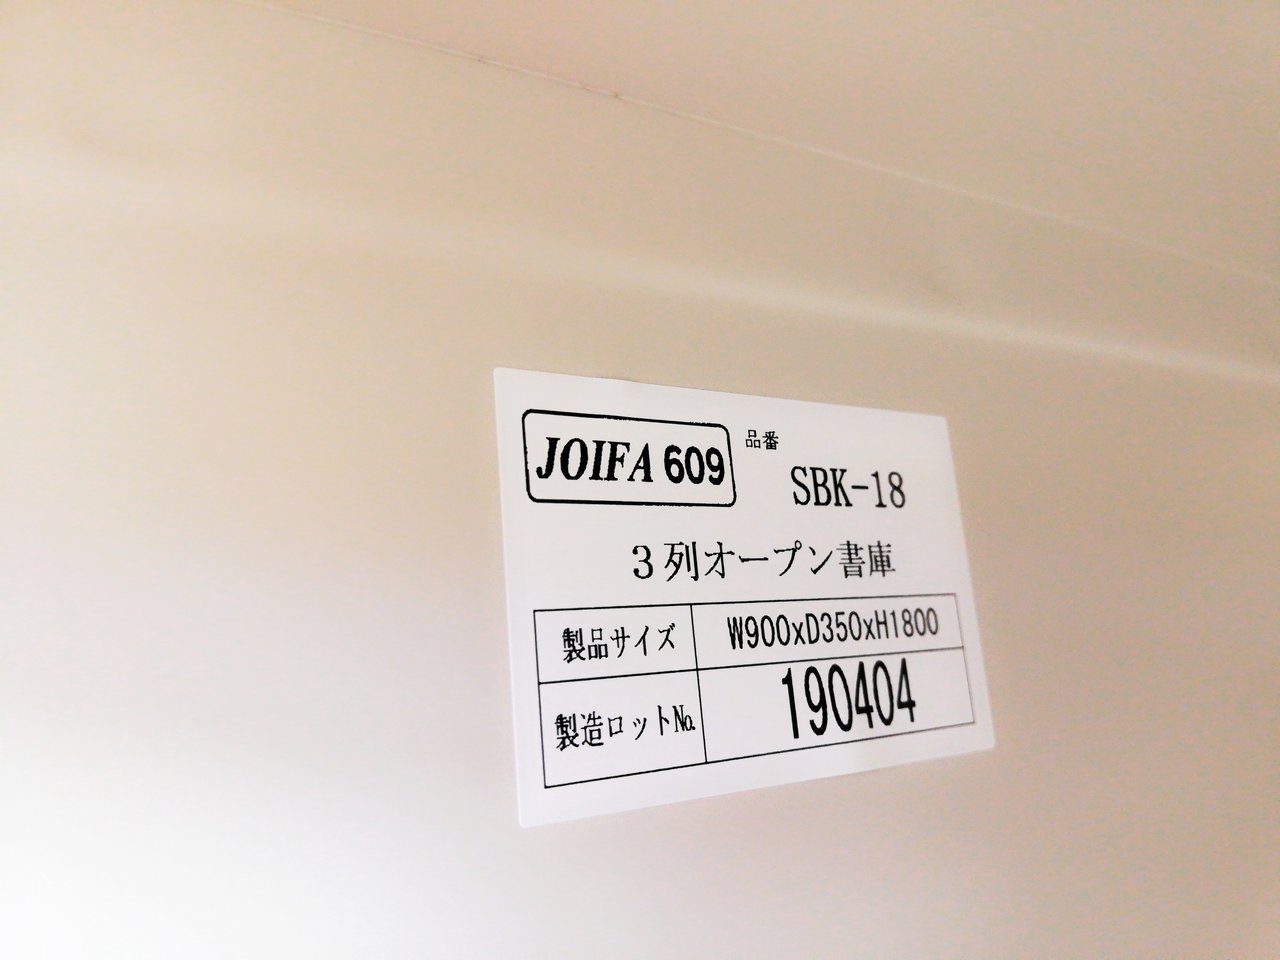 JOIFA 609
品番
SBK-18
3列オープン書庫
製品サイズ W900xD350xH1800
製造ロット№ 190404